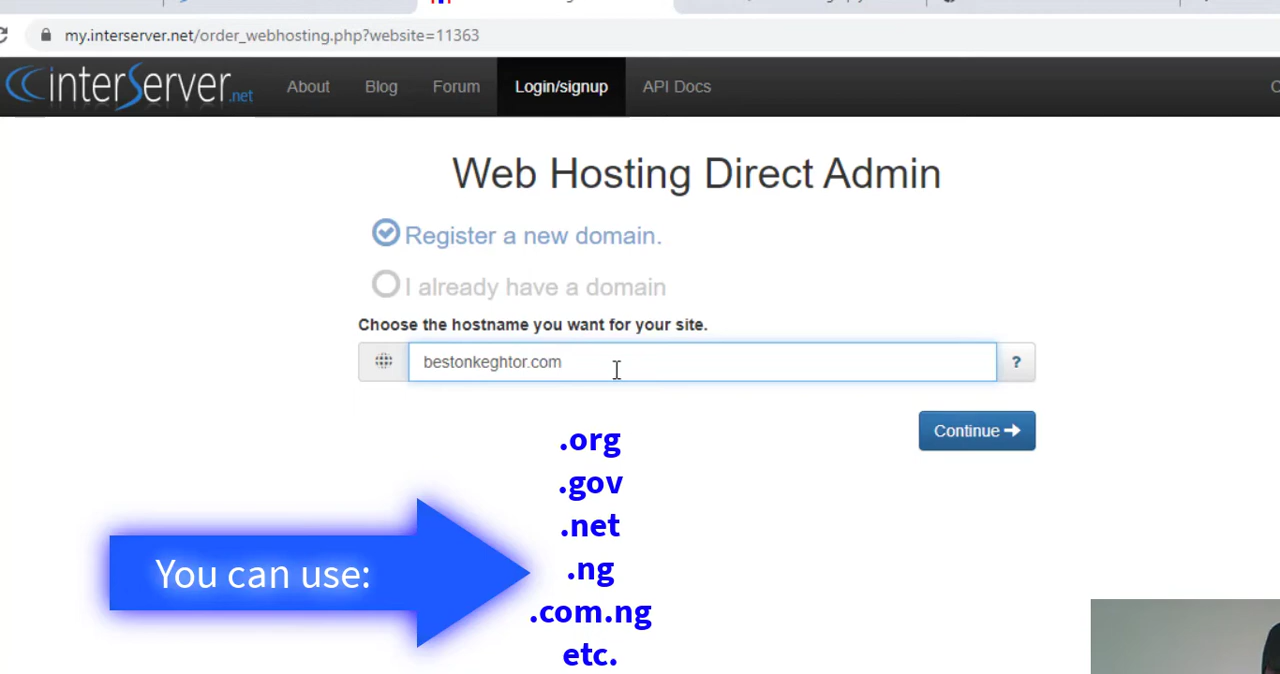 my.interserver.net/order_webhosting.php?website=11363
interServer.net
About
Blog
Forum
Login/signup
API Docs
Web Hosting Direct Admin
Register a new domain.
I already have a domain
Choose the hostname you want for your site.
bestonkeghtor.com
?
Continue
.org
.gov
.net
.ng
.com.ng
etc.
You can use: